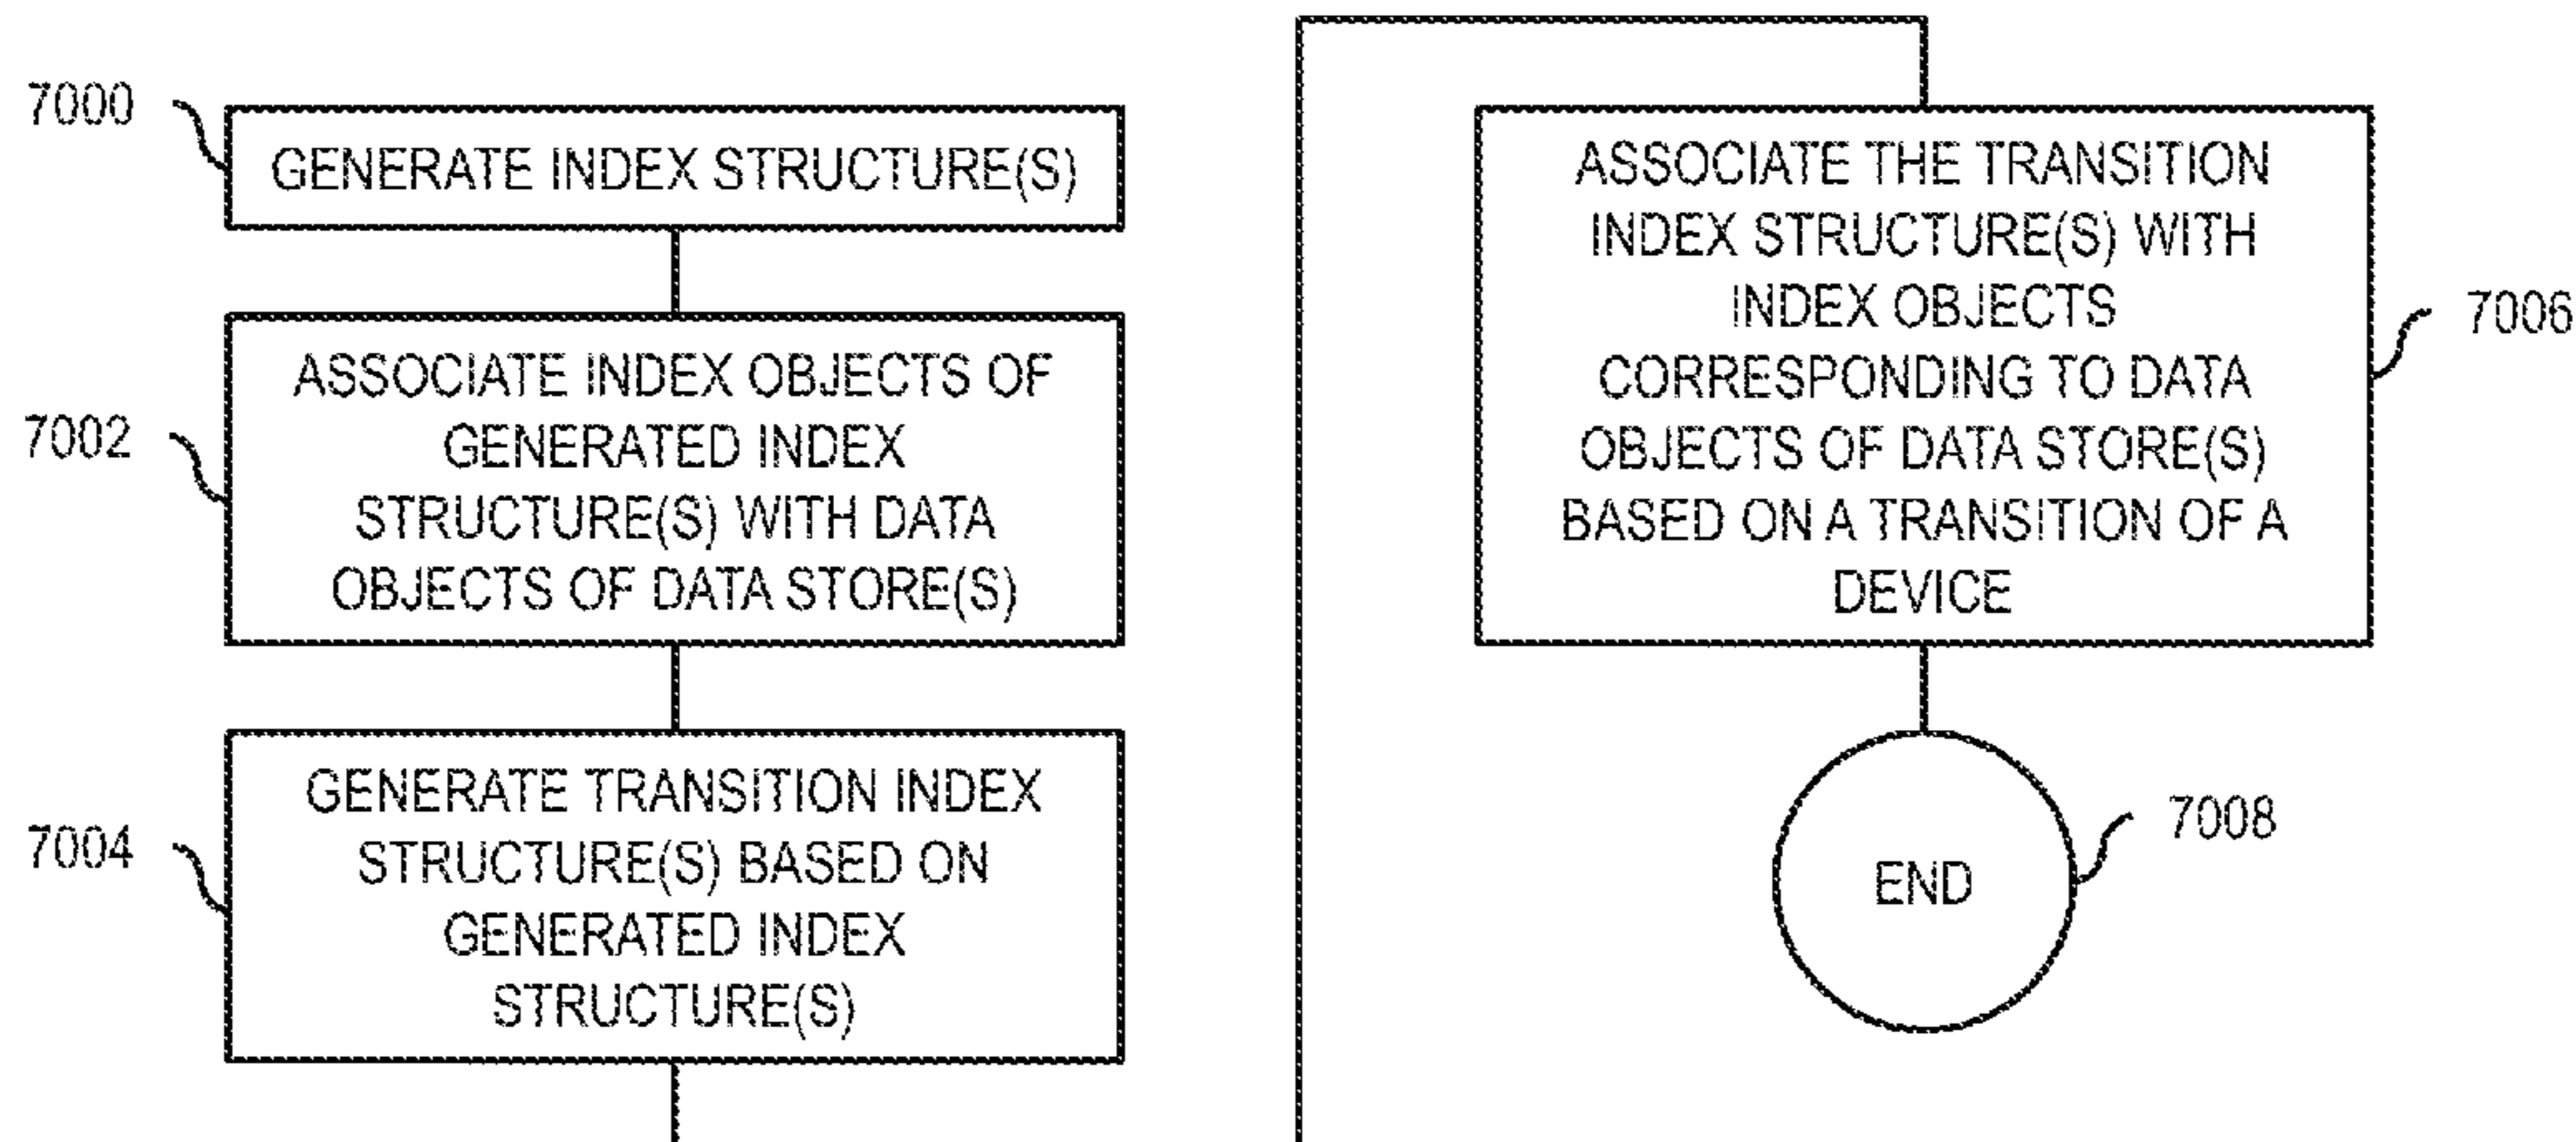 7000
GENERATE INDEX STRUCTURE(S)
7002
ASSOCIATE INDEX OBJECTS OF
GENERATED INDEX
STRUCTURE(S) WITH DATA
OBJECTS OF DATA STORE(S)
7004
GENERATE TRANSITION INDEX
STRUCTURE(S) BASED ON
GENERATED INDEX
STRUCTURE(S)
ASSOCIATE THE TRANSITION
INDEX STRUCTURE(S) WITH
INDEX OBJECTS
CORRESPONDING TO DATA
OBJECTS OF DATA STORE(S)
BASED ON A TRANSITION OF A
DEVICE
7006
END
7008